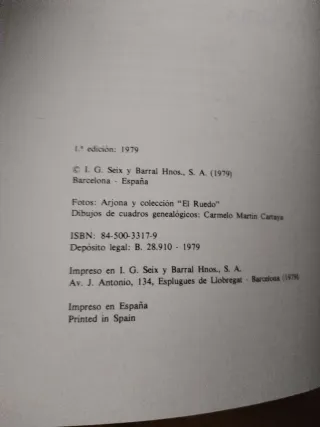 1.ª edición: 1979
© I. G. Seix y Barral Hnos., S. A. (1979)
Barcelona - España
Fotos: Arjona y colección "El Ruedo"
Dibujos de cuadros genealógicos: Carmelo Martín Cartaya
ISBN: 84-500-3317-9
Depósito legal: B. 28.910 - 1979
Impreso en I. G. Seix y Barral Hnos., S. A.
Av. J. Antonio, 134, Esplugues de Llobregat - Barcelona (1979)
Impreso en España
Printed in Spain